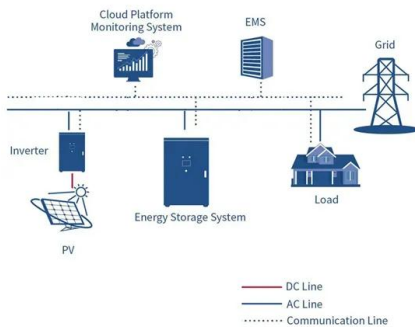 Cloud Platform
Monitoring System
EMS
Grid
Inverter
Energy Storage System
Load
PV
DC Line
AC Line
Communication Line